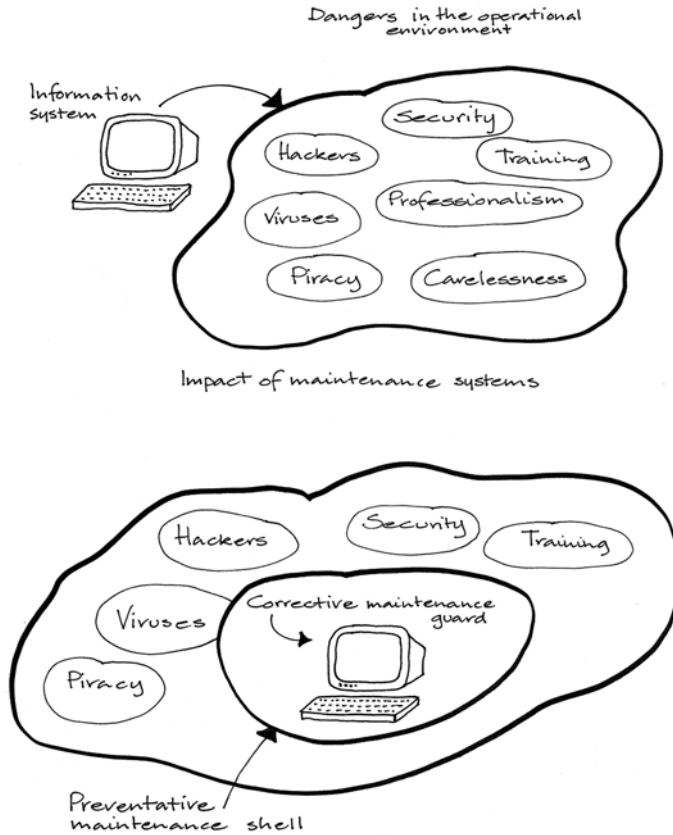 Dangers in the operational
environment
Information
system
Security
Hackers
Training
Professionalism
Viruses
Piracy
Carelessness
Impact of maintenance systems
Hackers
Security
Training
Corrective maintenance
guard
Viruses
Piracy
Preventative
maintenance shell